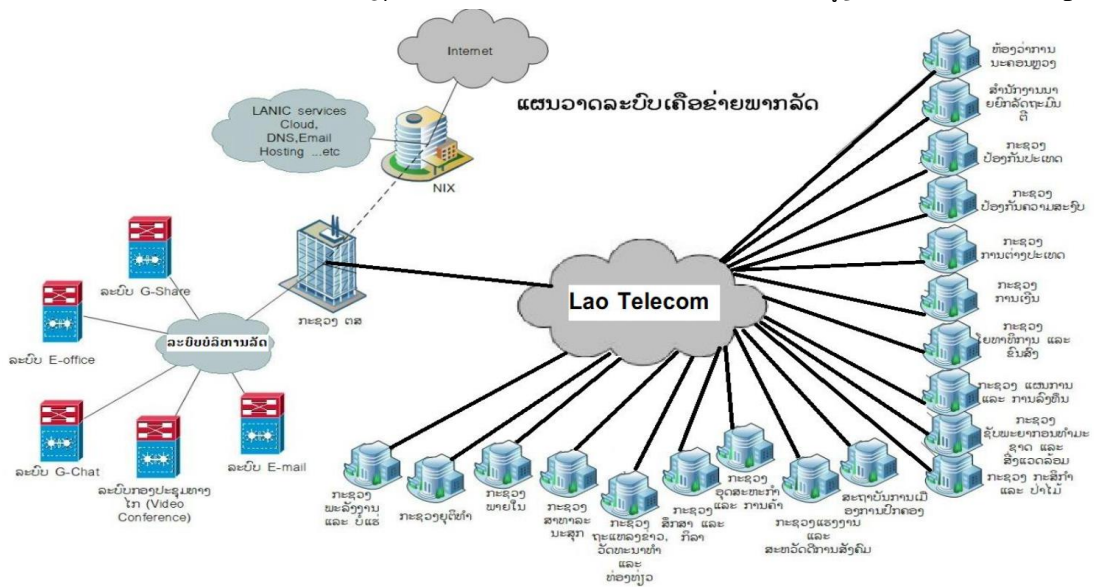 Internet
ແຜນວາດລະບົບເຄືອຂ່າຍພາກລັດ
LANIC services
Cloud,
DNS,Email
Hosting ...etc
NIX
ກະຊວງ ຕສ
Lao Telecom
ລະບົບ G-Share
ລະບົບ E-office
ລະບົບບໍລິຫານລັດ
ລະບົບ G-Chat
ລະບົບກອງປະຊຸມທາງ
ໄກ (Video
Conference)
ລະບົບ E-mail
ຫ້ອງວ່າການ
ນະຄອນຫຼວງ
ສຳນັກງານນາ
ຍົກລັດຖະມົນ
ຕີ
ກະຊວງ
ປ້ອງກັນປະເທດ
ກະຊວງ
ປ້ອງກັນຄວາມສະງົບ
ກະຊວງ
ການຕ່າງປະເທດ
ກະຊວງ
ການເງິນ
ກະຊວງ
ໂຍທາທິການ ແລະ
ຂົນສົ່ງ
ກະຊວງ ແຜນການ
ແລະ ການລົງທຶນ
ກະຊວງ
ຊັບພະຍາກອນທຳມະ
ຊາດ ແລະ
ສິ່ງແວດລ້ອມ
ກະຊວງ ກະສິກຳ
ແລະ ປ່າໄມ້
ກະຊວງ
ພະລັງງານ
ແລະ ບໍ່ແຮ່
ກະຊວງຍຸຕິທຳ
ກະຊວງ
ພາຍໃນ
ກະຊວງ
ສາທາລະ
ນະສຸກ
ກະຊວງ
ຖະແຫລງຂ່າວ,
ວັດທະນາທຳ
ແລະ
ທ່ອງທ່ຽວ
ກະຊວງ
ສຶກສາ ແລະ
ກິລາ
ກະຊວງ
ອຸດສະຫະກຳ
ແລະ ການຄ້າ
ກະຊວງແຮງງານ
ແລະ
ສະຫວັດດີການສັງຄົມ
ສະຖາບັນການເມື
ອງການປົກຄອງ